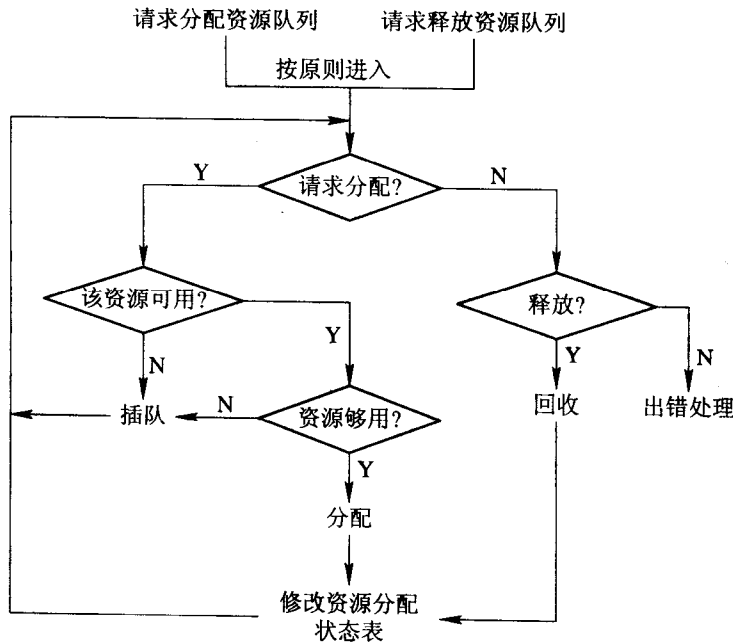 请求分配资源队列
请求释放资源队列
按原则进入
请求分配?
Y
N
该资源可用?
释放?
Y
N
Y
N
插队
N
资源够用?
回收
出错处理
Y
分配
修改资源分配
状态表